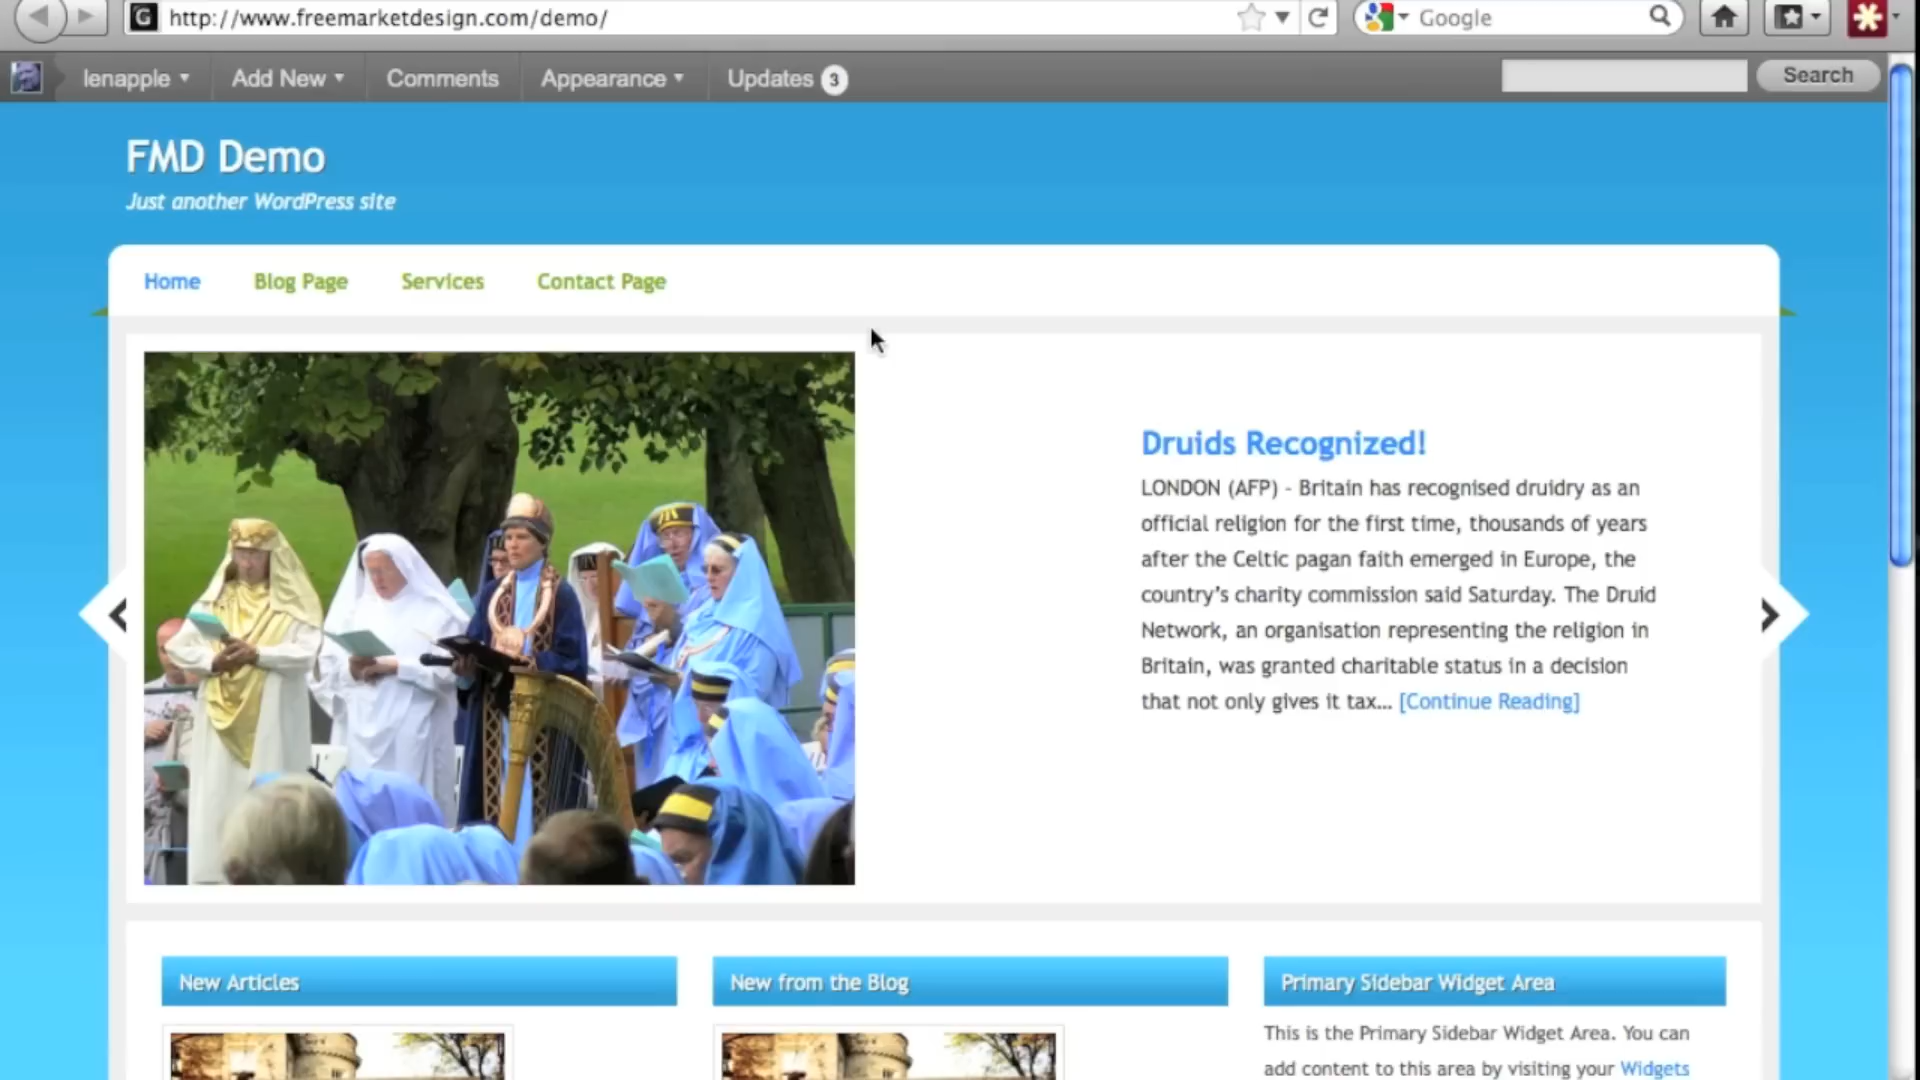 http://www.freemarketdesign.com/demo/
Google
lenapple
Add New
Comments
Appearance
Updates 3
Search
FMD Demo
Just another WordPress site
Home
Blog Page
Services
Contact Page
Druids Recognized!
LONDON (AFP) - Britain has recognised druidry as an
official religion for the first time, thousands of years
after the Celtic pagan faith emerged in Europe, the
country’s charity commission said Saturday. The Druid
Network, an organisation representing the religion in
Britain, was granted charitable status in a decision
that not only gives it tax... [Continue Reading]
New Articles
New from the Blog
Primary Sidebar Widget Area
This is the Primary Sidebar Widget Area. You can
add content to this area by visiting your Widgets